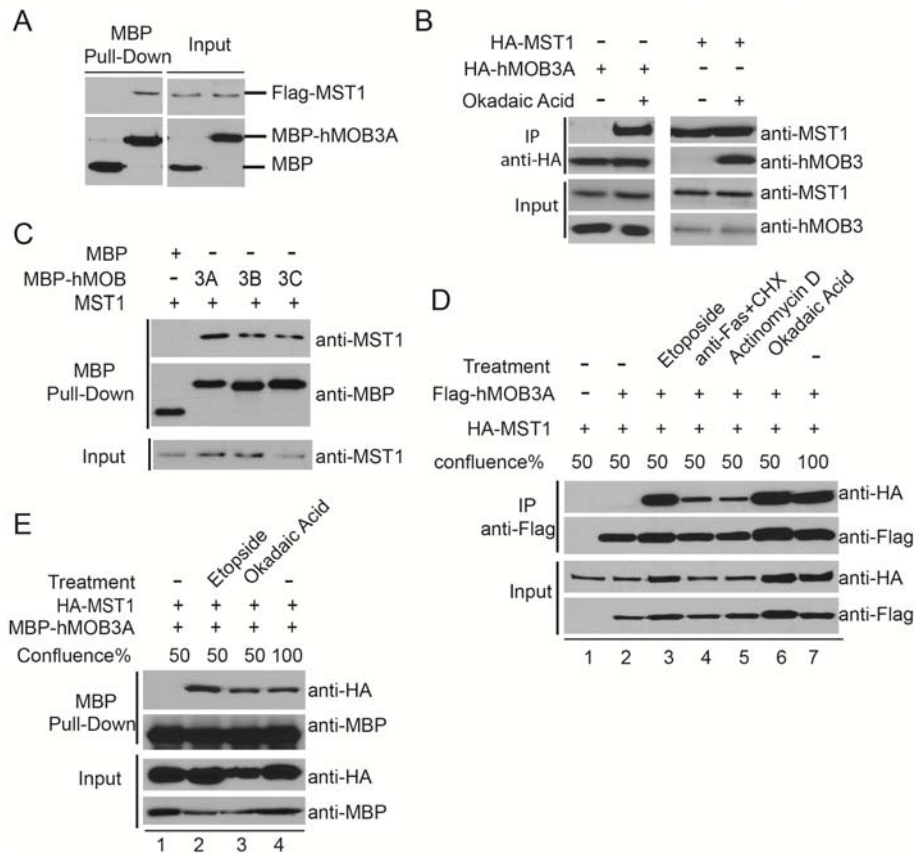 A
MBP
Pull-Down
Input
Flag-MST1
MBP-hMOB3A
MBP
B
HA-MST1 - - + +
HA-hMOB3A + + - -
Okadaic Acid - + - +
IP
anti-HA
anti-MST1
anti-hMOB3
Input
anti-MST1
anti-hMOB3
C
MBP + - - -
MBP-hMOB - 3A 3B 3C
MST1 + + + +
MBP
Pull-Down
anti-MST1
anti-MBP
Input
anti-MST1
D
Etoposide
anti-Fas+CHX
Actinomycin D
Okadaic Acid
Treatment - - -
Flag-hMOB3A - + + + + + +
HA-MST1 + + + + + + +
confluence% 50 50 50 50 50 50 100
IP
anti-Flag
anti-HA
anti-Flag
Input
anti-HA
anti-Flag
1 2 3 4 5 6 7
E
Etopside
Okadaic Acid
Treatment - -
HA-MST1 + + + +
MBP-hMOB3A + + + +
Confluence% 50 50 50 100
MBP
Pull-Down
anti-HA
anti-MBP
Input
anti-HA
anti-MBP
1 2 3 4